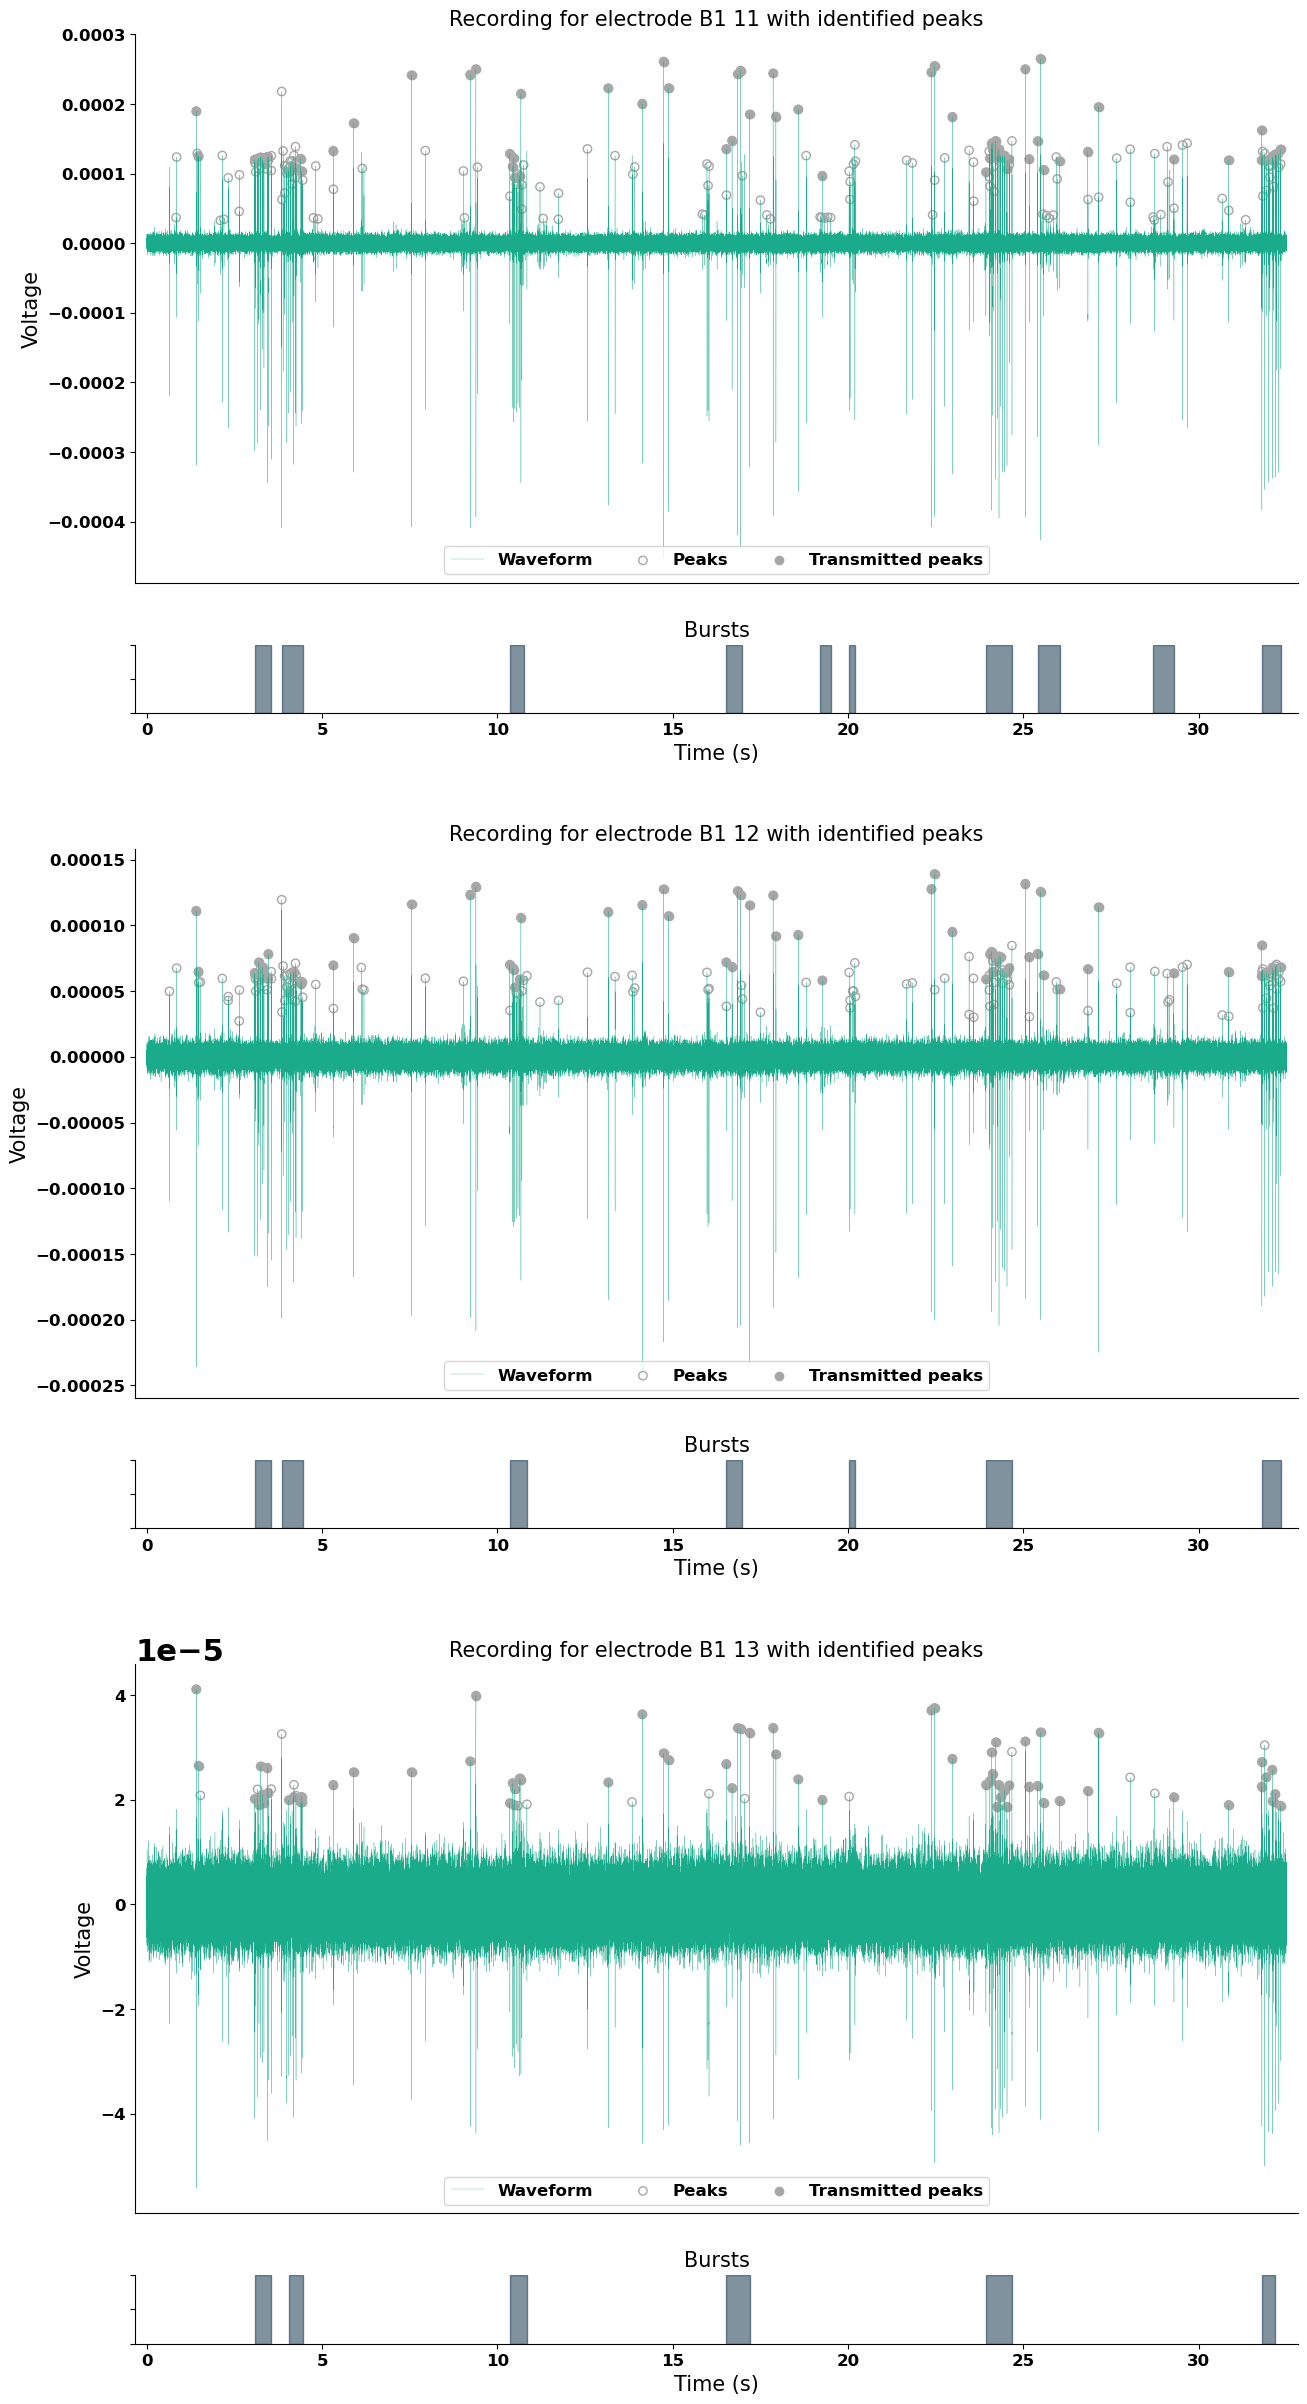 Recording for electrode B1 11 with identified peaks
0.0003
0.0002
0.0001
0.0000
−0.0001
−0.0002
−0.0003
−0.0004
Voltage
Waveform Peaks Transmitted peaks
Bursts
0 5 10 15 20 25 30
Time (s)
Recording for electrode B1 12 with identified peaks
0.00015
0.00010
0.00005
0.00000
−0.00005
−0.00010
−0.00015
−0.00020
−0.00025
Voltage
Waveform Peaks Transmitted peaks
Bursts
0 5 10 15 20 25 30
Time (s)
1e−5
Recording for electrode B1 13 with identified peaks
4
2
0
−2
−4
Voltage
Waveform Peaks Transmitted peaks
Bursts
0 5 10 15 20 25 30
Time (s)